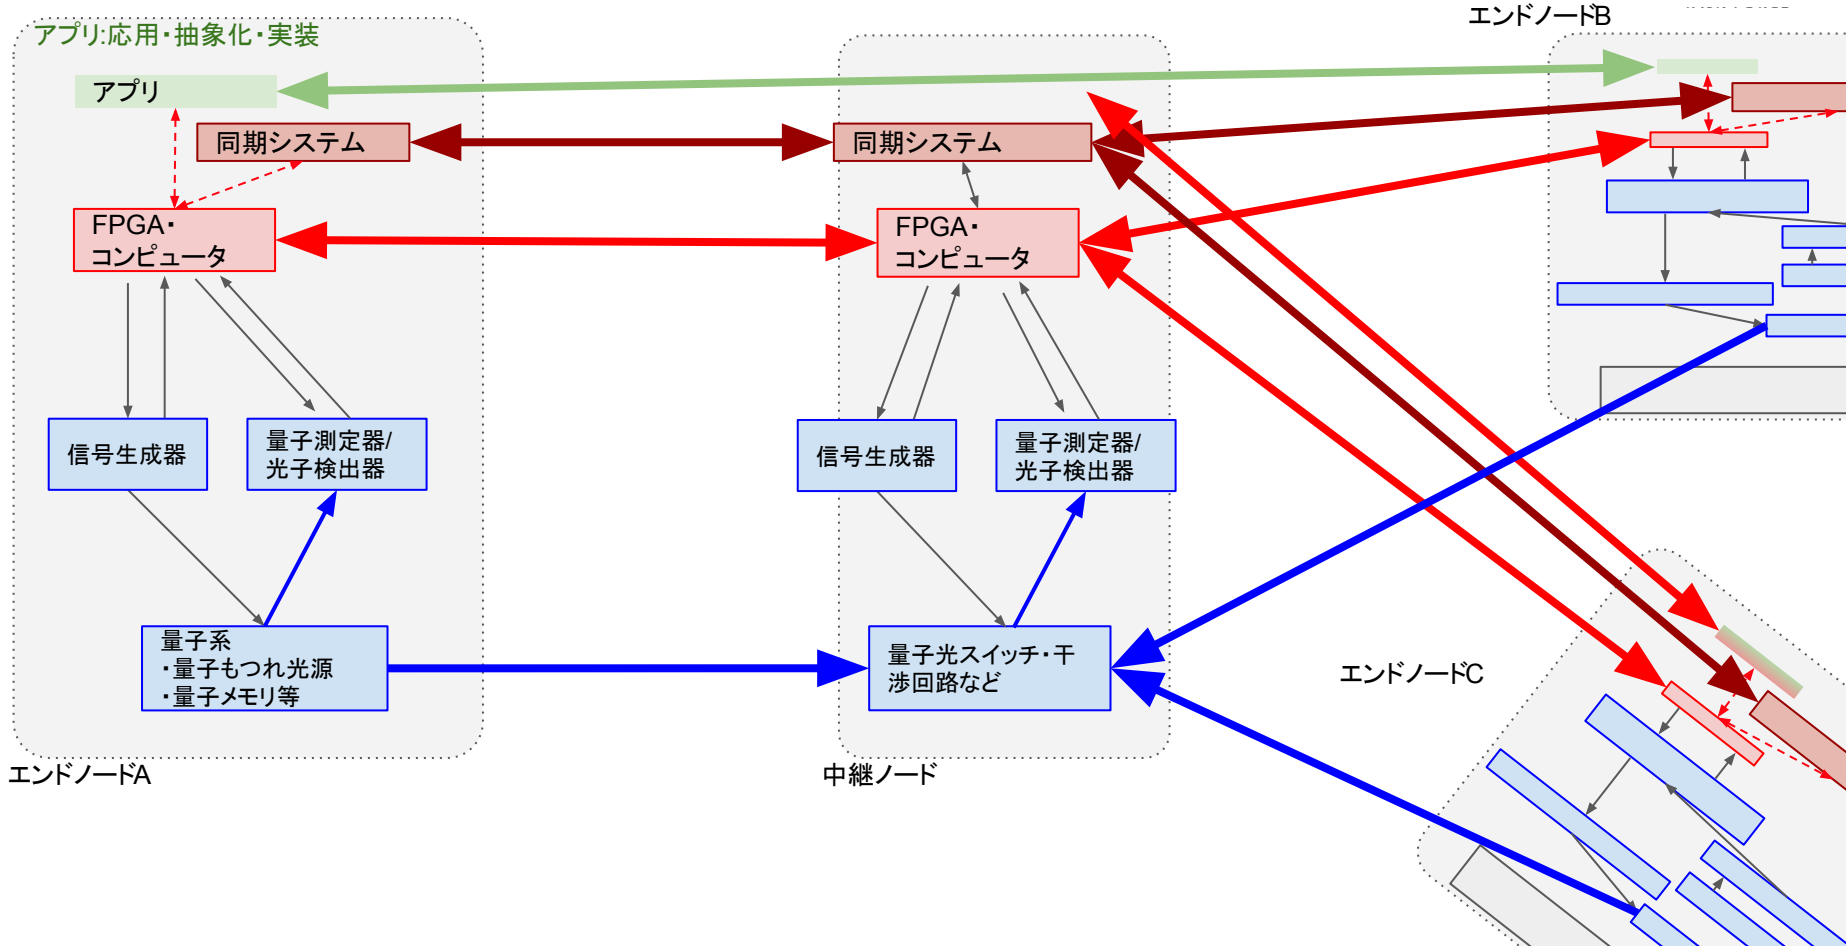 エンドノードB
アプリ:応用・抽象化・実装
アプリ
同期システム
同期システム
FPGA・
コンピュータ
FPGA・
コンピュータ
信号生成器
量子測定器/
光子検出器
信号生成器
量子測定器/
光子検出器
量子系
・量子もつれ光源
・量子メモリ等
量子光スイッチ・干
渉回路など
エンドノードC
エンドノードA
中継ノード